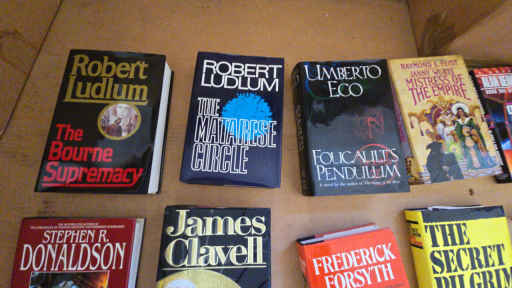 Robert
Ludlum
The
Bourne
Supremacy
ROBERT
LUDLUM
THE
MATARESE
CIRCLE
UMBERTO
ECO
FOUCAULT'S
PENDULUM
RAYMOND E. FEIST
JANNY WURTS
MISTRESS OF
THE EMPIRE
STEPHEN R.
DONALDSON
James
Clavell
FREDERICK
FORSYTH
THE
SECRET
PILGRIM